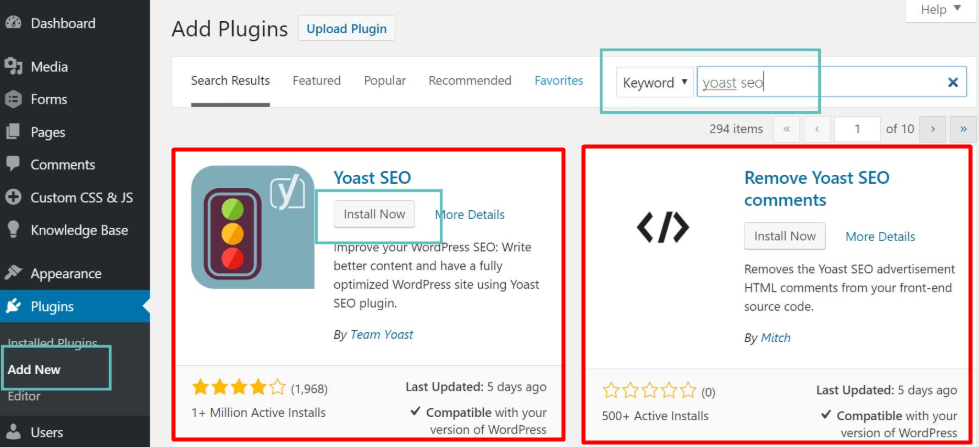 Dashboard
Media
Forms
Pages
Comments
Custom CSS & JS
Knowledge Base
Appearance
Plugins
Installed Plugins
Add New
Editor
Users
Help ▼
Add Plugins
Upload Plugin
Search Results
Featured
Popular
Recommended
Favorites
Keyword ▼
yoast seo
×
294 items « ‹ 1 of 10 › »
Yoast SEO
Install Now
More Details
Improve your WordPress SEO: Write
better content and have a fully
optimized WordPress site using Yoast
SEO plugin.
By Team Yoast
(1,968)
1+ Million Active Installs
Last Updated: 5 days ago
✔ Compatible with your
version of WordPress
</>
Remove Yoast SEO
comments
Install Now
More Details
Removes the Yoast SEO advertisement
HTML comments from your front-end
source code.
By Mitch
(0)
500+ Active Installs
Last Updated: 5 days ago
✔ Compatible with your
version of WordPress